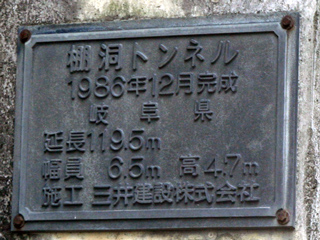 棚洞トンネル
1986年12月完成
岐阜県
延長119.5m
幅員 6.5m 高4.7m
施工 三井建設株式会社